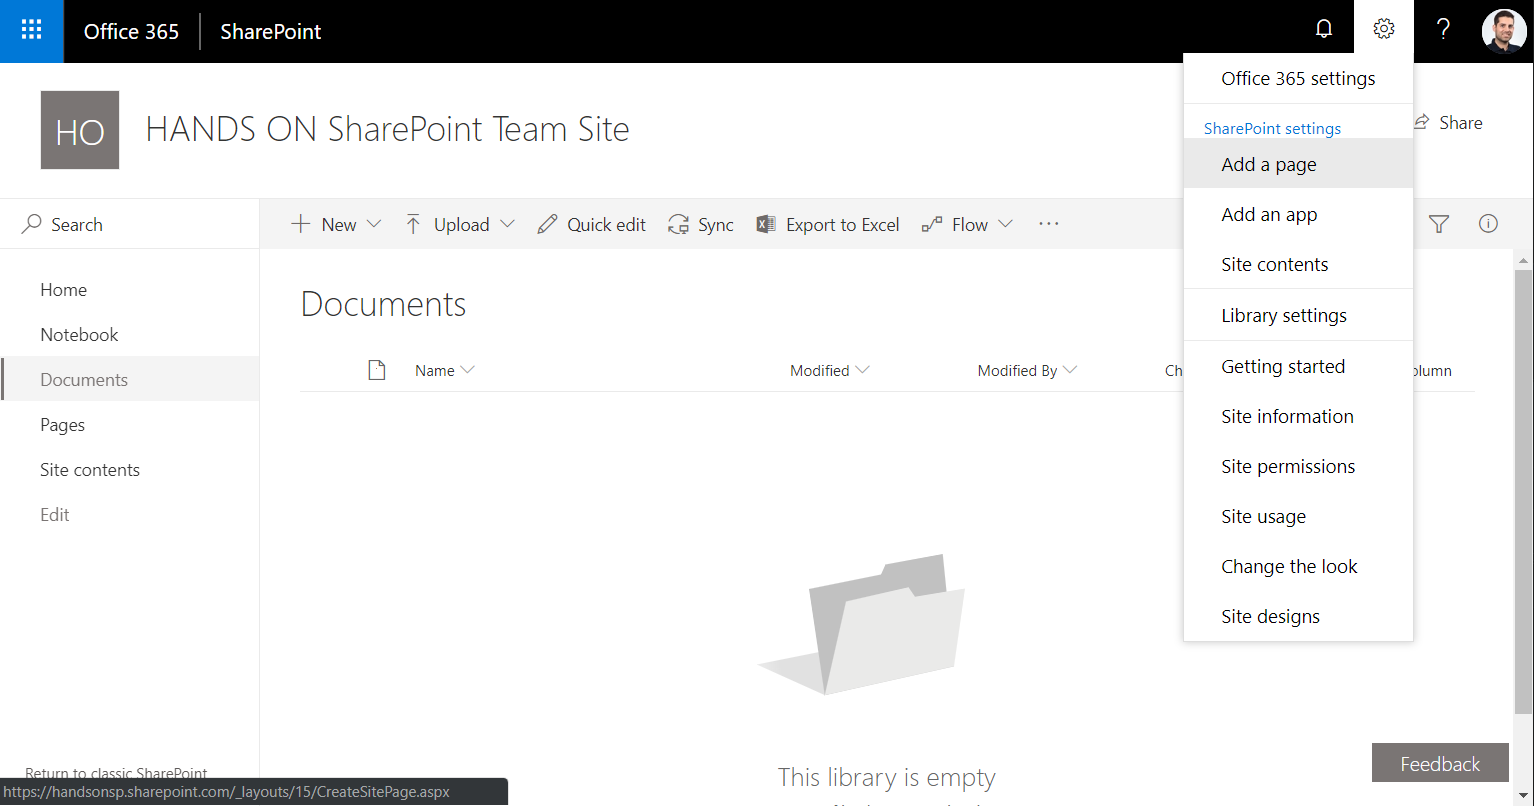 Office 365
SharePoint
?
Office 365 settings
SharePoint settings
Add a page
Add an app
Site contents
Library settings
Getting started
Site information
Site permissions
Site usage
Change the look
Site designs
HO
HANDS ON SharePoint Team Site
Share
Search
New
Upload
Quick edit
Sync
Export to Excel
Flow
...
Home
Notebook
Documents
Pages
Site contents
Edit
Documents
Name
Modified
Modified By
Ch
olumn
This library is empty
Feedback
Return to classic SharePoint
https://handsonsp.sharepoint.com/_layouts/15/CreateSitePage.aspx